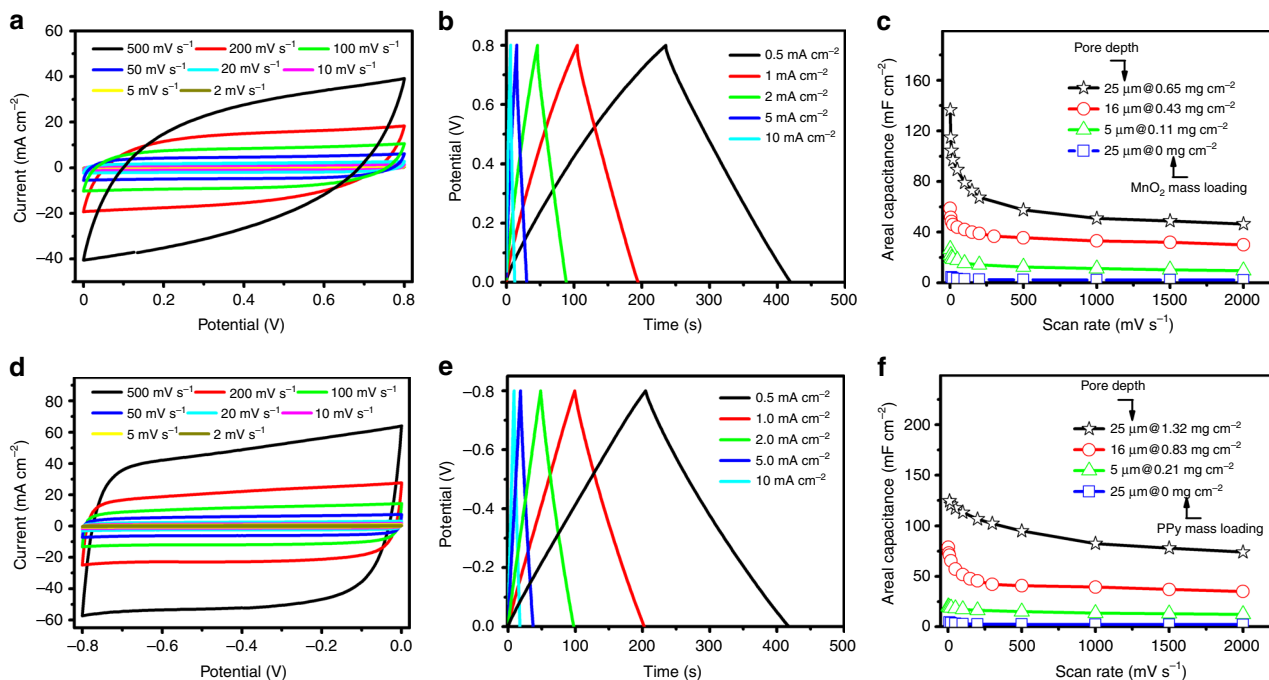 a
500 mV s⁻¹ 200 mV s⁻¹ 100 mV s⁻¹
50 mV s⁻¹ 20 mV s⁻¹ 10 mV s⁻¹
5 mV s⁻¹ 2 mV s⁻¹
60
40
20
0
−20
−40
0 0.2 0.4 0.6 0.8
Current (mA cm⁻²)
Potential (V)
b
0.5 mA cm⁻²
1 mA cm⁻²
2 mA cm⁻²
5 mA cm⁻²
10 mA cm⁻²
0.8
0.6
0.4
0.2
0.0
0 100 200 300 400 500
Potential (V)
Time (s)
c
Pore depth
25 μm@0.65 mg cm⁻²
16 μm@0.43 mg cm⁻²
5 μm@0.11 mg cm⁻²
25 μm@0 mg cm⁻²
MnO₂ mass loading
160
120
80
40
0
0 500 1000 1500 2000
Areal capacitance (mF cm⁻²)
Scan rate (mV s⁻¹)
d
500 mV s⁻¹ 200 mV s⁻¹ 100 mV s⁻¹
50 mV s⁻¹ 20 mV s⁻¹ 10 mV s⁻¹
5 mV s⁻¹ 2 mV s⁻¹
80
60
40
20
0
−20
−40
−60
−0.8 −0.6 −0.4 −0.2 0.0
Current (mA cm⁻²)
Potential (V)
e
0.5 mA cm⁻²
1.0 mA cm⁻²
2.0 mA cm⁻²
5.0 mA cm⁻²
10 mA cm⁻²
−0.8
−0.6
−0.4
−0.2
0.0
0 100 200 300 400 500
Potential (V)
Time (s)
f
Pore depth
25 μm@1.32 mg cm⁻²
16 μm@0.83 mg cm⁻²
5 μm@0.21 mg cm⁻²
25 μm@0 mg cm⁻²
PPy mass loading
200
150
100
50
0
0 500 1000 1500 2000
Areal capacitance (mF cm⁻²)
Scan rate (mV s⁻¹)